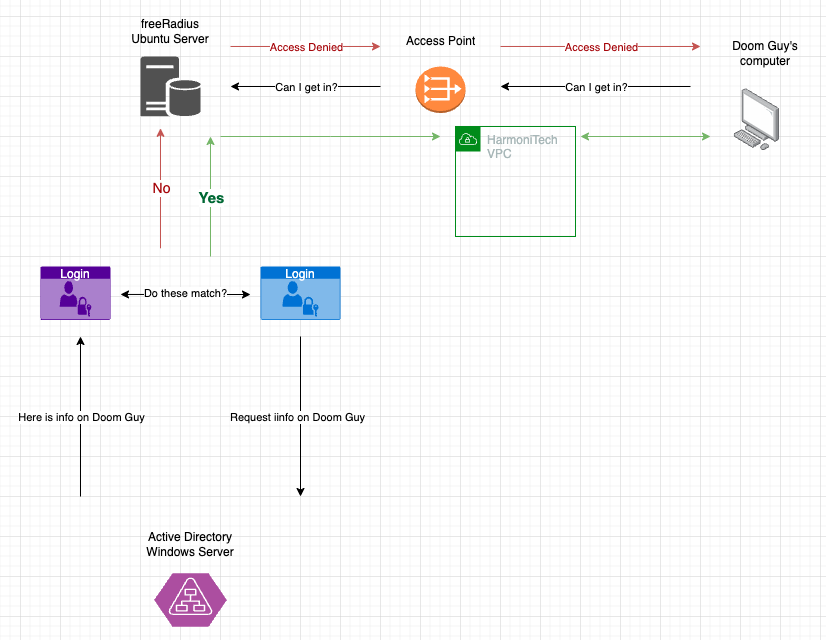 freeRadius
Ubuntu Server
Access Denied
Access Point
Access Denied
Doom Guy's
computer
Can I get in?
Can I get in?
HarmoniTech
VPC
No
Yes
Login
Do these match?
Login
Here is info on Doom Guy
Request iinfo on Doom Guy
Active Directory
Windows Server